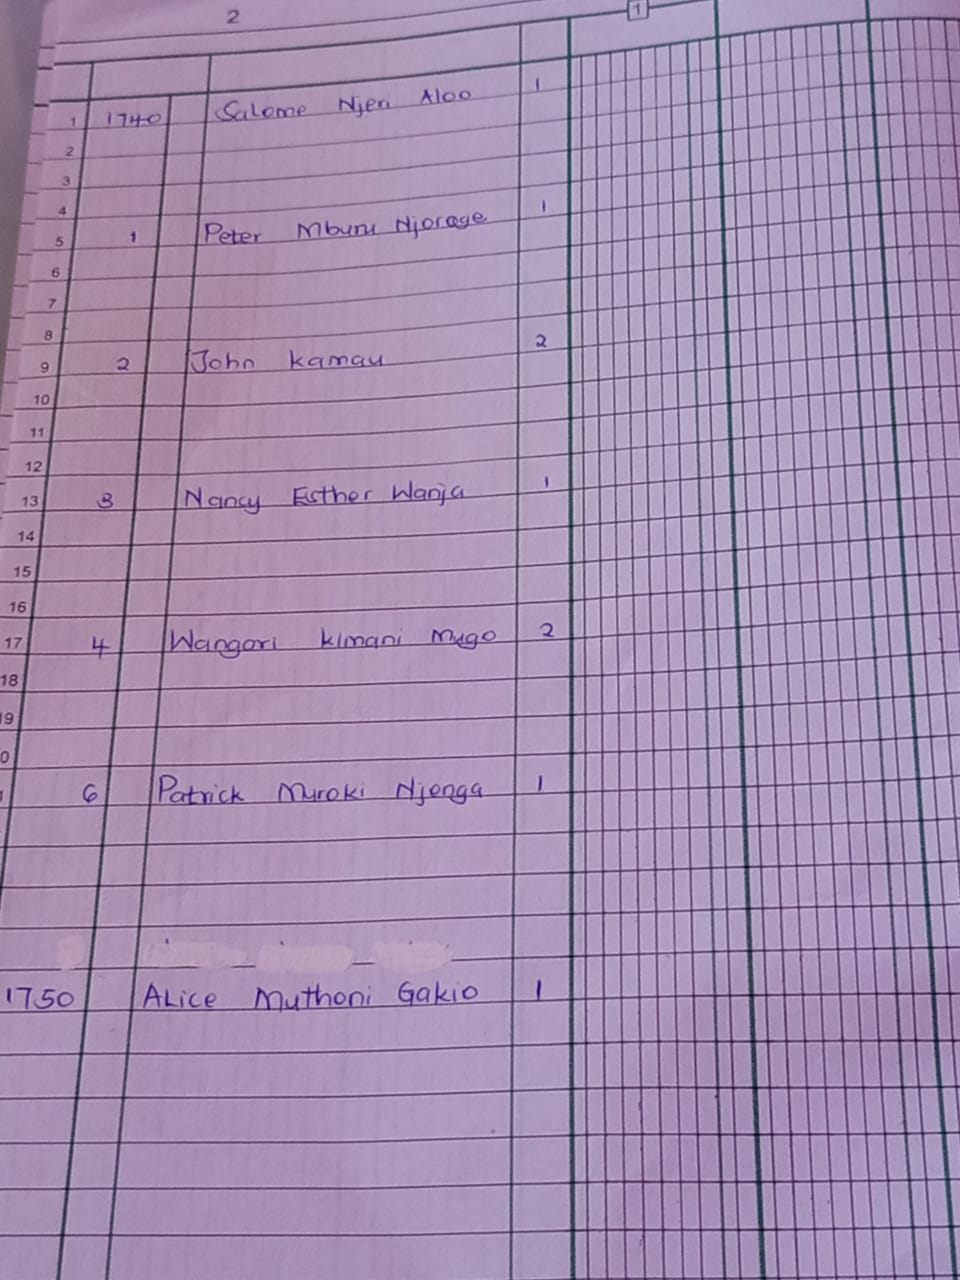 2
1
1 1740 Salome Njeri Aloo 1
2
3
4
5 1 Peter Mburu Njorage 1
6
7
8
9 2 John Kamau 2
10
11
12
13 3 Nancy Esther Wanja 1
14
15
16
17 4 Wangari Kimani Mugo 2
18
19
0
1 6 Patrick Muroki Njenga 1
1750 Alice Muthoni Gakio 1